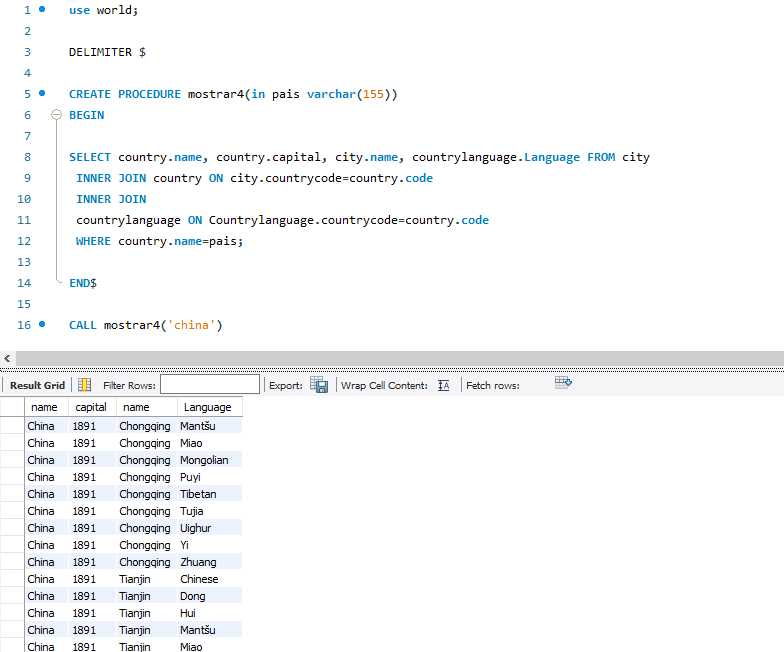 1 use world;
2
3 DELIMITER $
4
5 CREATE PROCEDURE mostrar4(in pais varchar(155))
6 BEGIN
7
8 SELECT country.name, country.capital, city.name, countrylanguage.Language FROM city
9 INNER JOIN country ON city.countrycode=country.code
10 INNER JOIN
11 countrylanguage ON Countrylanguage.countrycode=country.code
12 WHERE country.name=pais;
13
14 END$
15
16 CALL mostrar4('china')
Result Grid Filter Rows: Export: Wrap Cell Content: Fetch rows:
name capital name Language
China 1891 Chongqing Mantšu
China 1891 Chongqing Miao
China 1891 Chongqing Mongolian
China 1891 Chongqing Puyi
China 1891 Chongqing Tibetan
China 1891 Chongqing Tujia
China 1891 Chongqing Uighur
China 1891 Chongqing Yi
China 1891 Chongqing Zhuang
China 1891 Tianjin Chinese
China 1891 Tianjin Dong
China 1891 Tianjin Hui
China 1891 Tianjin Mantšu
China 1891 Tianjin Miao